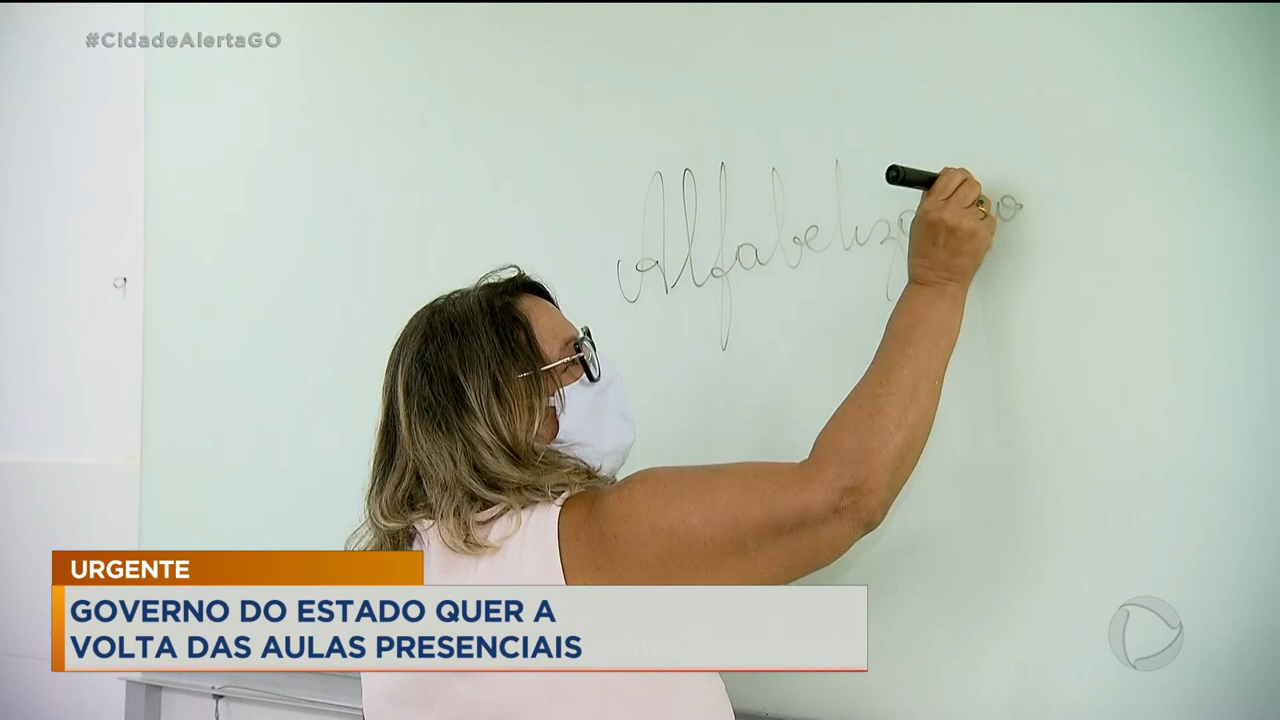 #CidadeAlertaGO
URGENTE
GOVERNO DO ESTADO QUER A
VOLTA DAS AULAS PRESENCIAIS